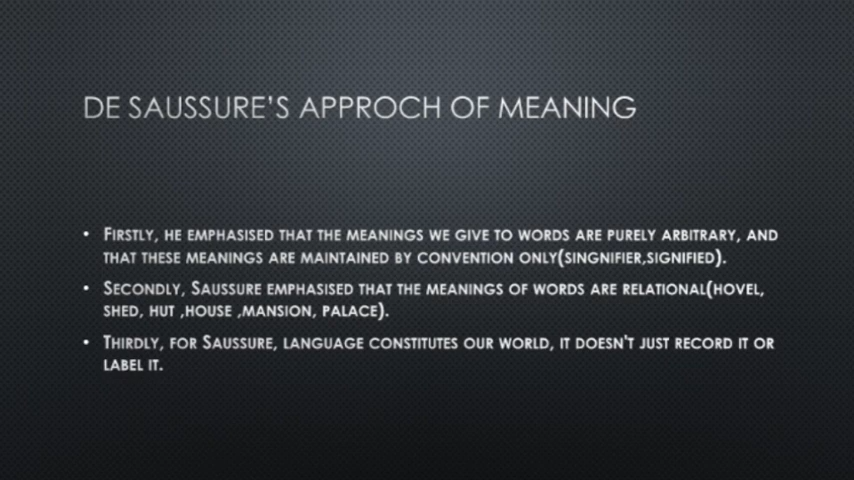 DE SAUSSURE'S APPROCH OF MEANING
• FIRSTLY, HE EMPHASISED THAT THE MEANINGS WE GIVE TO WORDS ARE PURELY ARBITRARY, AND
THAT THESE MEANINGS ARE MAINTAINED BY CONVENTION ONLY(SINGNIFIER,SIGNIFIED).
• SECONDLY, SAUSSURE EMPHASISED THAT THE MEANINGS OF WORDS ARE RELATIONAL(HOVEL,
SHED, HUT ,HOUSE ,MANSION, PALACE).
• THIRDLY, FOR SAUSSURE, LANGUAGE CONSTITUTES OUR WORLD, IT DOESN'T JUST RECORD IT OR
LABEL IT.